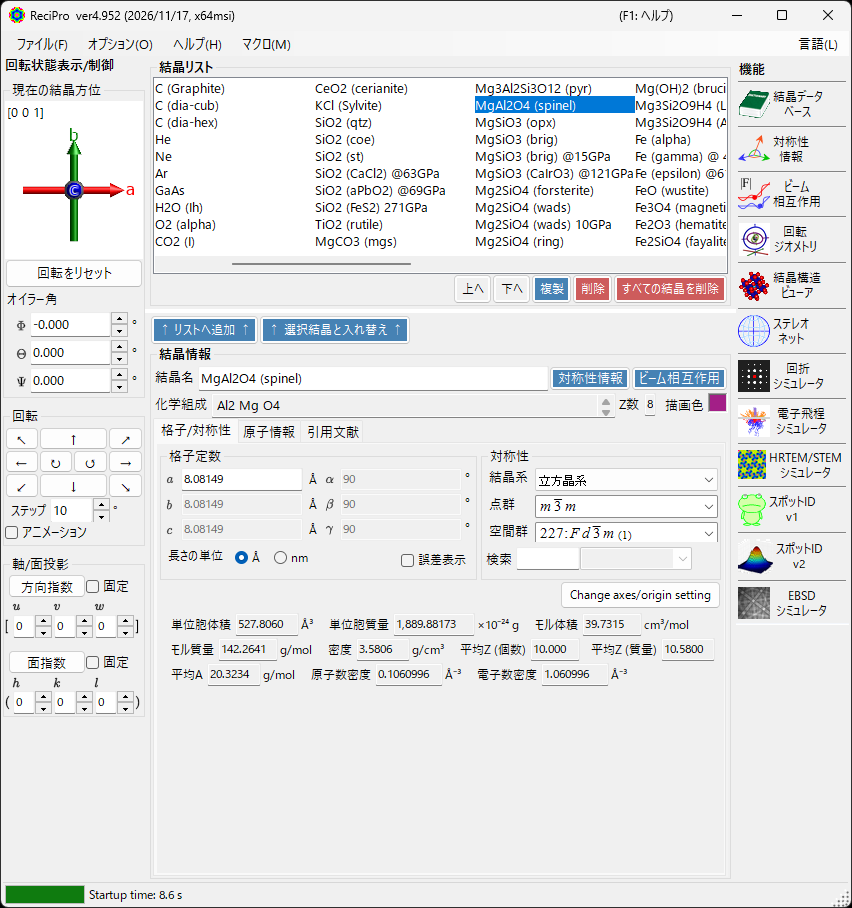 ReciPro ver4.952 (2026/11/17, x64msi) (F1: ヘルプ)
ファイル(F) オプション(O) ヘルプ(H) マクロ(M) 言語(L)
回転状態表示/制御
現在の結晶方位
[0 0 1]
b
a
c
回転をリセット
オイラー角
Φ -0.000 °
Θ 0.000 °
Ψ 0.000 °
回転
↖ ↑ ↗
← ↻ ↺ →
↙ ↓ ↘
ステップ 10 °
アニメーション
軸/面投影
方向指数 固定
u v w
[ 0 0 0 ]
面指数 固定
h k l
( 0 0 0 )
結晶リスト
C (Graphite)
C (dia-cub)
C (dia-hex)
He
Ne
Ar
GaAs
H2O (Ih)
O2 (alpha)
CO2 (I)
CeO2 (cerianite)
KCl (Sylvite)
SiO2 (qtz)
SiO2 (coe)
SiO2 (st)
SiO2 (CaCl2) @63GPa
SiO2 (aPbO2) @69GPa
SiO2 (FeS2) 271GPa
TiO2 (rutile)
MgCO3 (mgs)
Mg3Al2Si3O12 (pyr)
MgAl2O4 (spinel)
MgSiO3 (opx)
MgSiO3 (brig)
MgSiO3 (brig) @15GPa
MgSiO3 (CaIrO3) @121GPa
Mg2SiO4 (forsterite)
Mg2SiO4 (wads)
Mg2SiO4 (wads) 10GPa
Mg2SiO4 (ring)
Mg(OH)2 (bruci
Mg3Si2O9H4 (L
Mg3Si2O9H4 (A
Fe (alpha)
Fe (gamma) @ 4
Fe (epsilon) @6
FeO (wustite)
Fe3O4 (magneti
Fe2O3 (hematite
Fe2SiO4 (fayalite
上へ 下へ 複製 削除 すべての結晶を削除
↑ リストへ追加 ↑ ↑ 選択結晶と入れ替え ↑
結晶情報
結晶名 MgAl2O4 (spinel) 対称性情報 ビーム相互作用
化学組成 Al2 Mg O4 Z数 8 描画色
格子/対称性 原子情報 引用文献
格子定数
a 8.08149 Å α 90 °
b 8.08149 Å β 90 °
c 8.08149 Å γ 90 °
長さの単位 Å nm 誤差表示
対称性
結晶系 立方晶系
点群 m 3̅ m
空間群 227: F d 3̅ m (1)
検索
Change axes/origin setting
単位胞体積 527.8060 Å³ 単位胞質量 1,889.88173 ×10⁻²⁴ g モル体積 39.7315 cm³/mol
モル質量 142.2641 g/mol 密度 3.5806 g/cm³ 平均Z (個数) 10.000 平均Z (質量) 10.5800
平均A 20.3234 g/mol 原子数密度 0.1060996 Å⁻³ 電子数密度 1.060996 Å⁻³
機能
結晶データ
ベース
対称性
情報
|F|
ビーム
相互作用
回転
ジオメトリ
結晶構造
ビューア
ステレオ
ネット
回折
シミュレータ
電子飛程
シミュレータ
HRTEM/STEM
シミュレータ
スポットID
v1
スポットID
v2
EBSD
シミュレータ
Startup time: 8.6 s